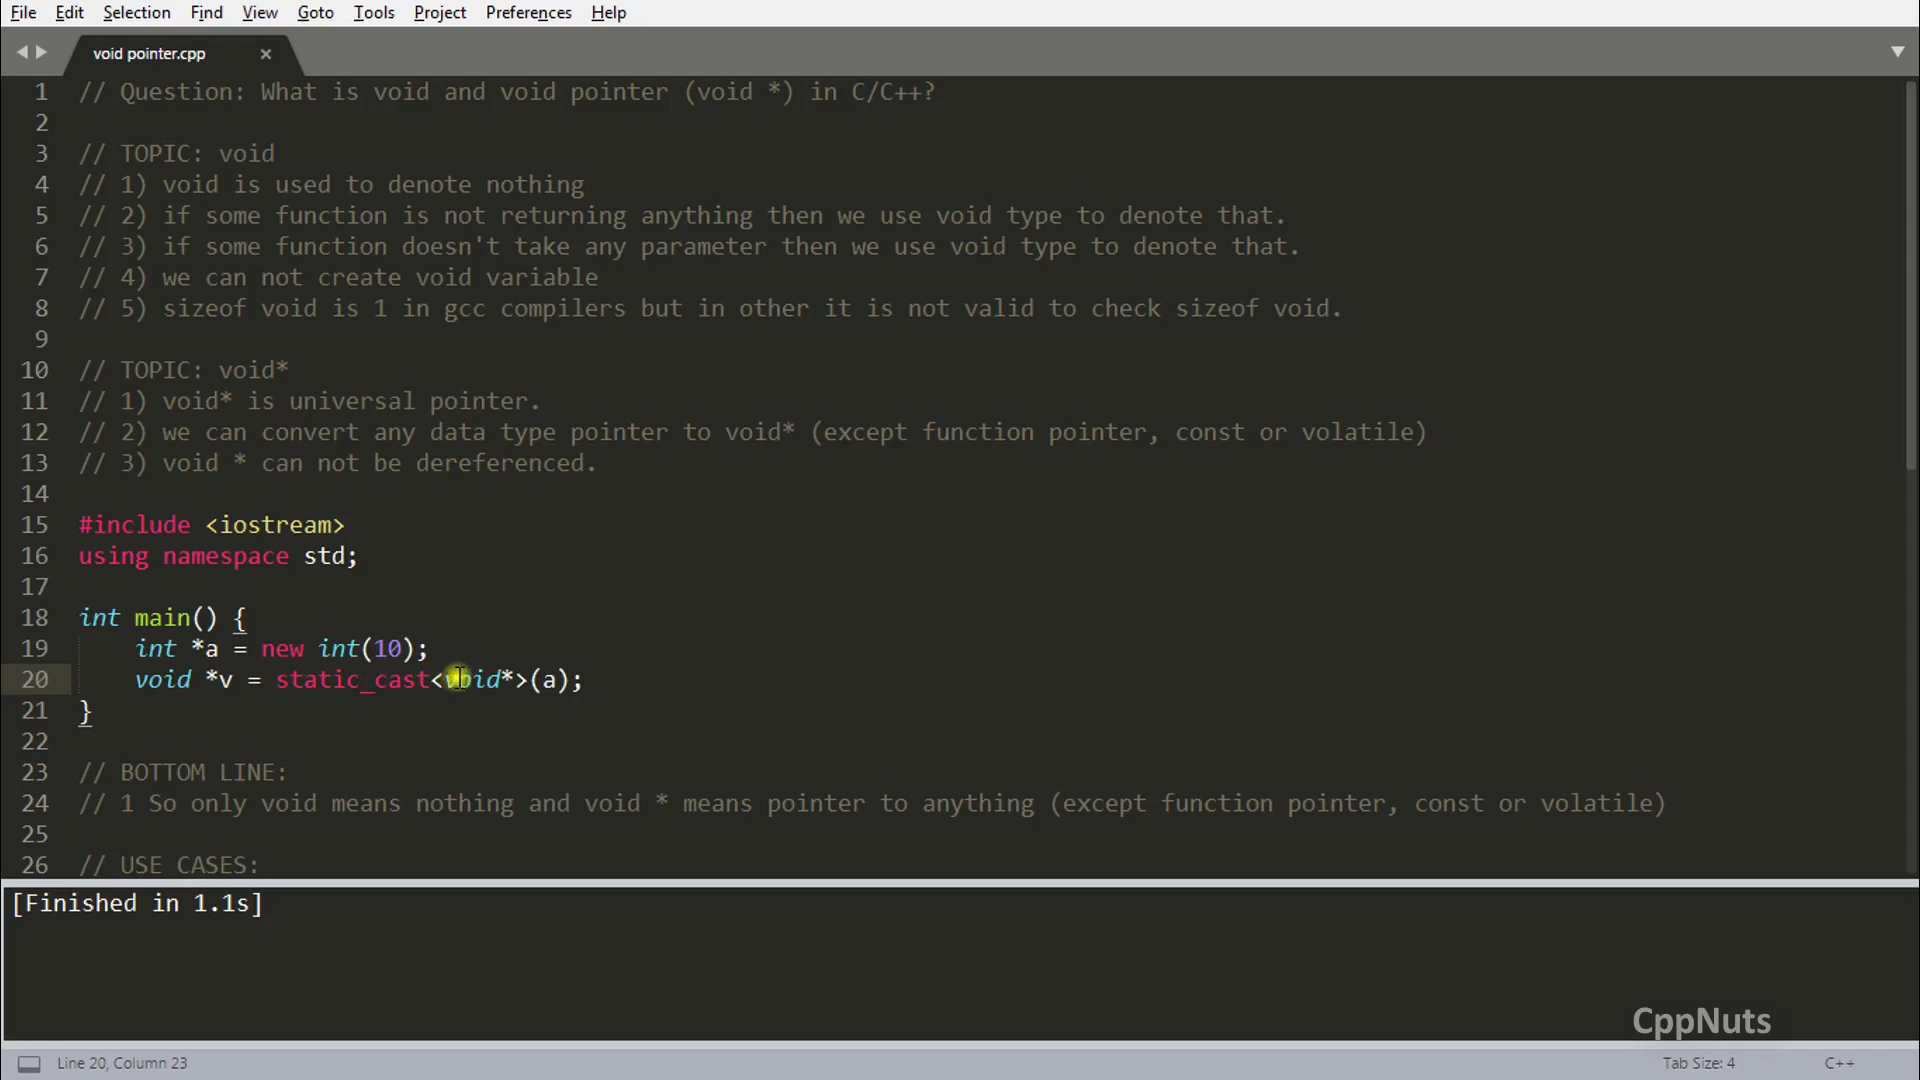 File Edit Selection Find View Goto Tools Project Preferences Help
void pointer.cpp
1 // Question: What is void and void pointer (void *) in C/C++?
2
3 // TOPIC: void
4 // 1) void is used to denote nothing
5 // 2) if some function is not returning anything then we use void type to denote that.
6 // 3) if some function doesn't take any parameter then we use void type to denote that.
7 // 4) we can not create void variable
8 // 5) sizeof void is 1 in gcc compilers but in other it is not valid to check sizeof void.
9
10 // TOPIC: void*
11 // 1) void* is universal pointer.
12 // 2) we can convert any data type pointer to void* (except function pointer, const or volatile)
13 // 3) void * can not be dereferenced.
14
15 #include <iostream>
16 using namespace std;
17
18 int main() {
19 int *a = new int(10);
20 void *v = static_cast<void*>(a);
21 }
22
23 // BOTTOM LINE:
24 // 1 So only void means nothing and void * means pointer to anything (except function pointer, const or volatile)
25
26 // USE CASES:
[Finished in 1.1s]
CppNuts
Line 20, Column 23 Tab Size: 4 C++